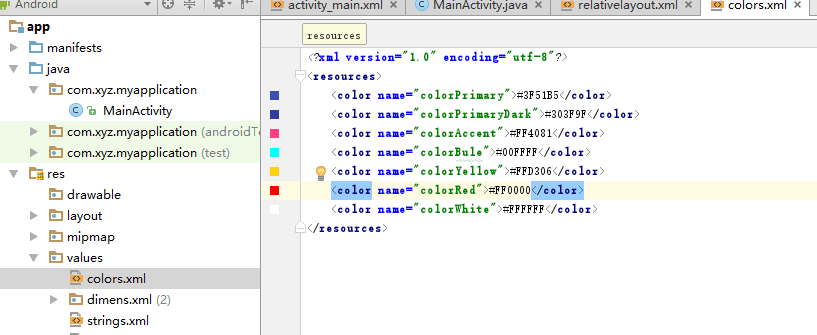 Android
app
manifests
java
com.xyz.myapplication
MainActivity
com.xyz.myapplication (androidTe
com.xyz.myapplication (test)
res
drawable
layout
mipmap
values
colors.xml
dimens.xml (2)
strings.xml
activity_main.xml × MainActivity.java × relativelayout.xml × colors.xml ×
resources
<?xml version="1.0" encoding="utf-8"?>
<resources>
<color name="colorPrimary">#3F51B5</color>
<color name="colorPrimaryDark">#303F9F</color>
<color name="colorAccent">#FF4081</color>
<color name="colorBule">#00FFFF</color>
<color name="colorYellow">#FFD306</color>
<color name="colorRed">#FF0000</color>
<color name="colorWhite">#FFFFFF</color>
</resources>